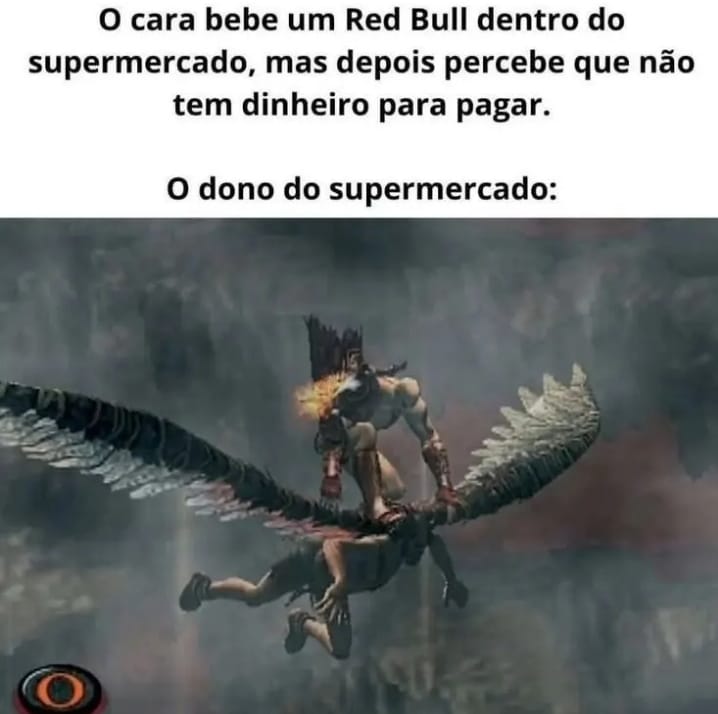 O cara bebe um Red Bull dentro do
supermercado, mas depois percebe que não
tem dinheiro para pagar.
O dono do supermercado: